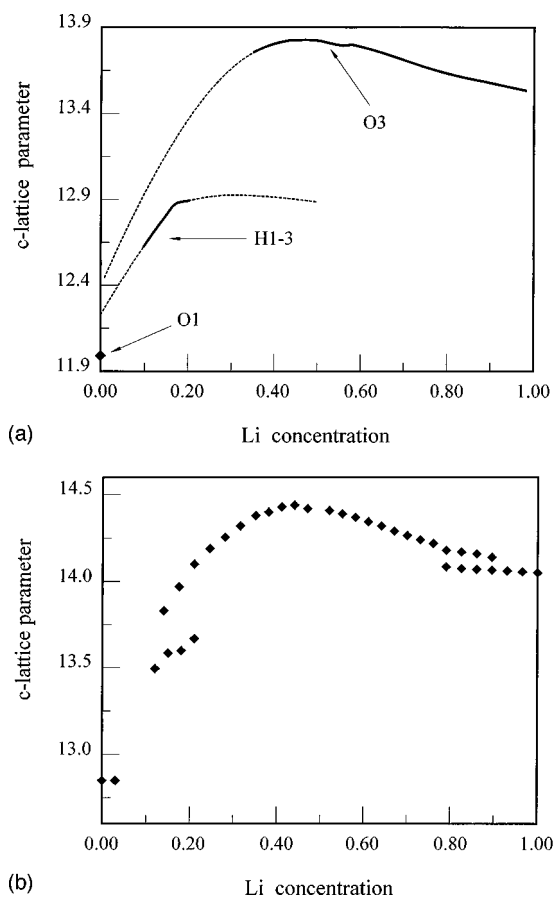 13.9
13.4
12.9
12.4
11.9
c-lattice parameter
O3
H1-3
O1
0.00 0.20 0.40 0.60 0.80 1.00
(a)
Li concentration
14.5
14.0
13.5
13.0
c-lattice parameter
0.00 0.20 0.40 0.60 0.80 1.00
(b)
Li concentration